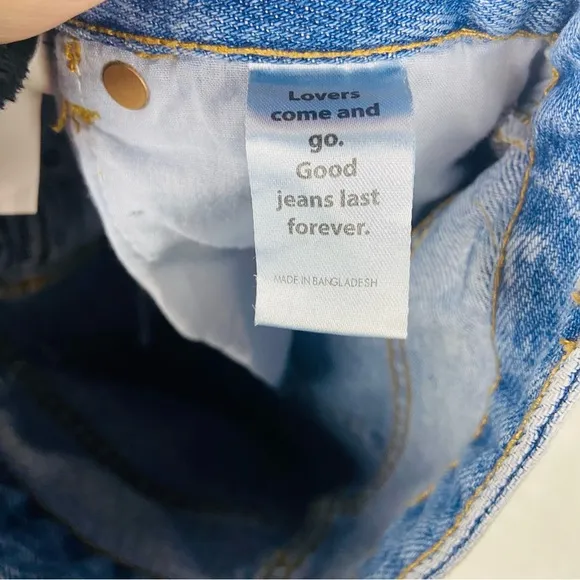 Lovers
come and
go.
Good
jeans last
forever.
MADE IN BANGLADESH